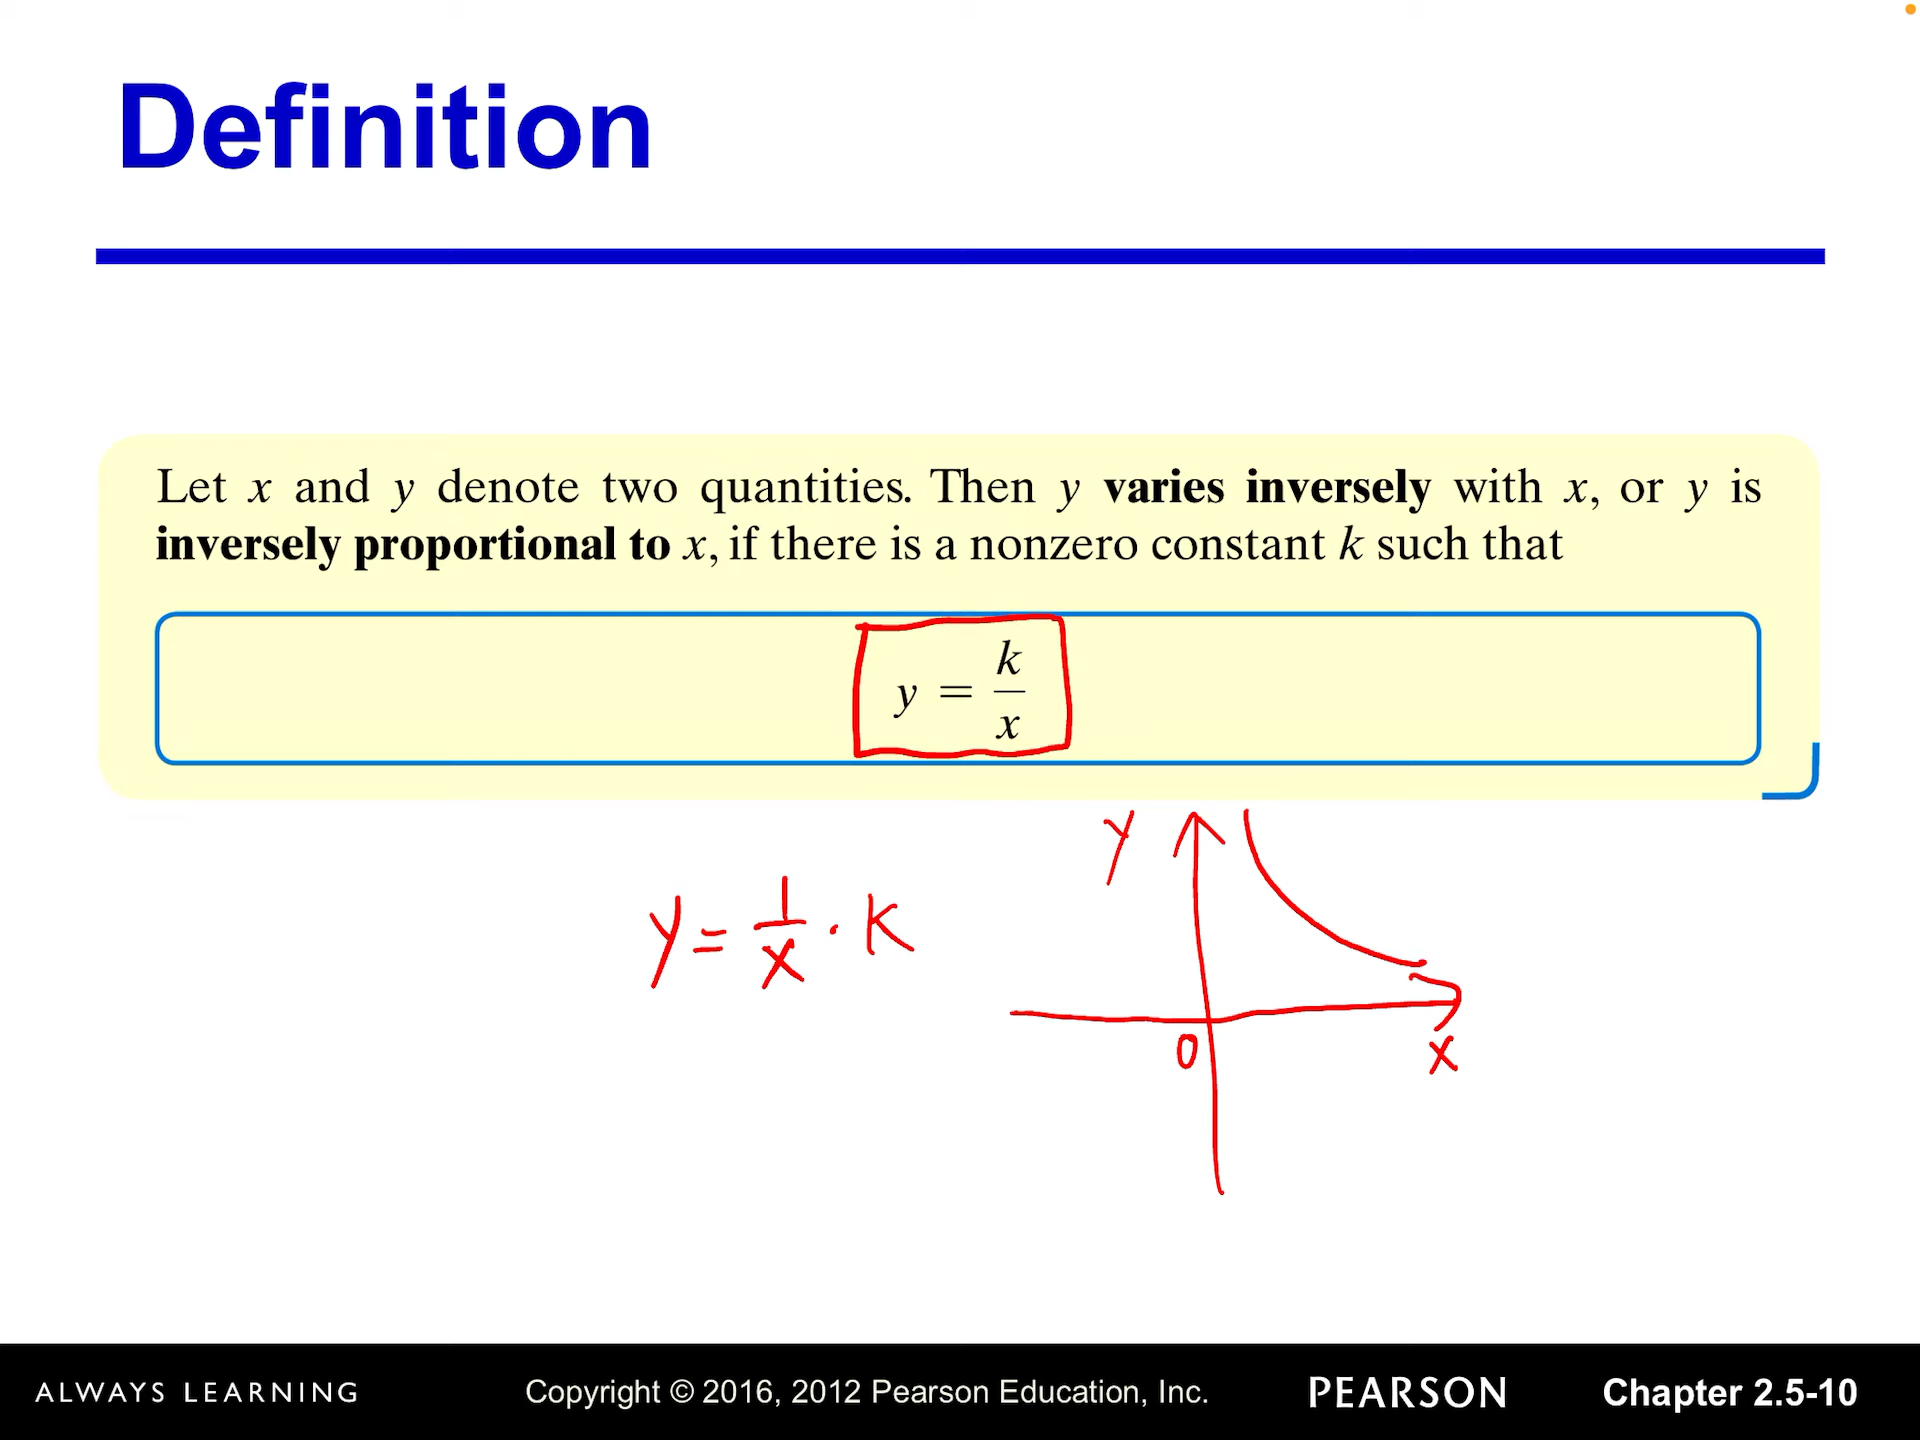 Definition
Let x and y denote two quantities. Then y varies inversely with x, or y is
inversely proportional to x, if there is a nonzero constant k such that
y = k/x
y = 1/x · K
y
0
x
ALWAYS LEARNING
Copyright © 2016, 2012 Pearson Education, Inc.
PEARSON
Chapter 2.5-10